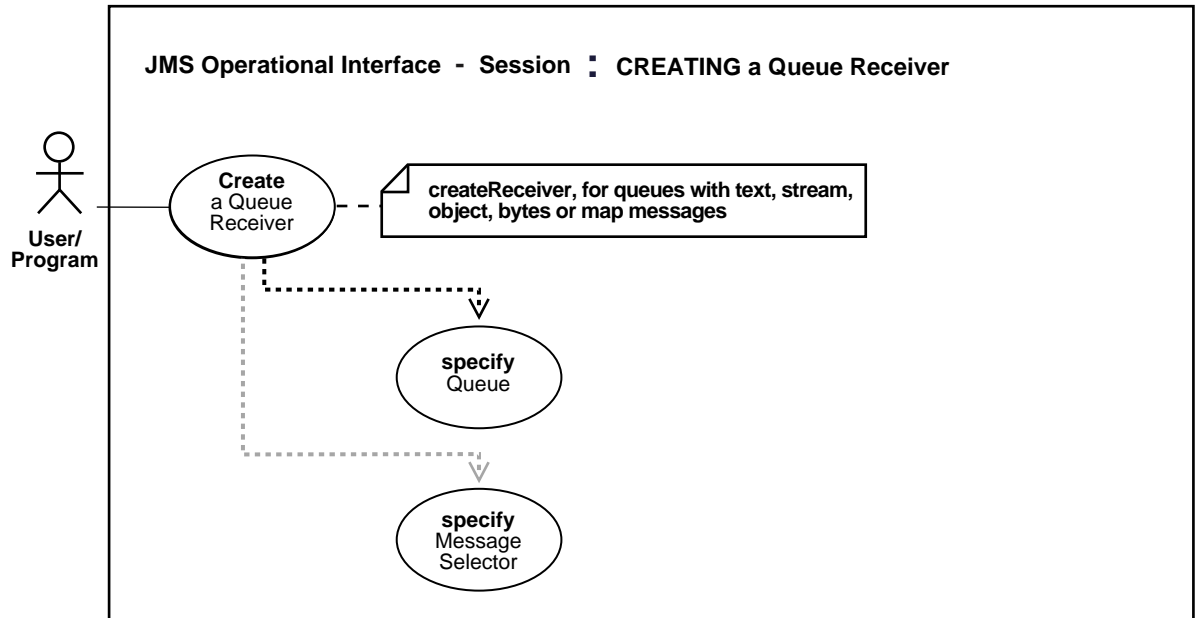 JMS Operational Interface - Session : CREATING a Queue Receiver
Create
a Queue
Receiver
createReceiver, for queues with text, stream,
object, bytes or map messages
User/
Program
specify
Queue
specify
Message
Selector